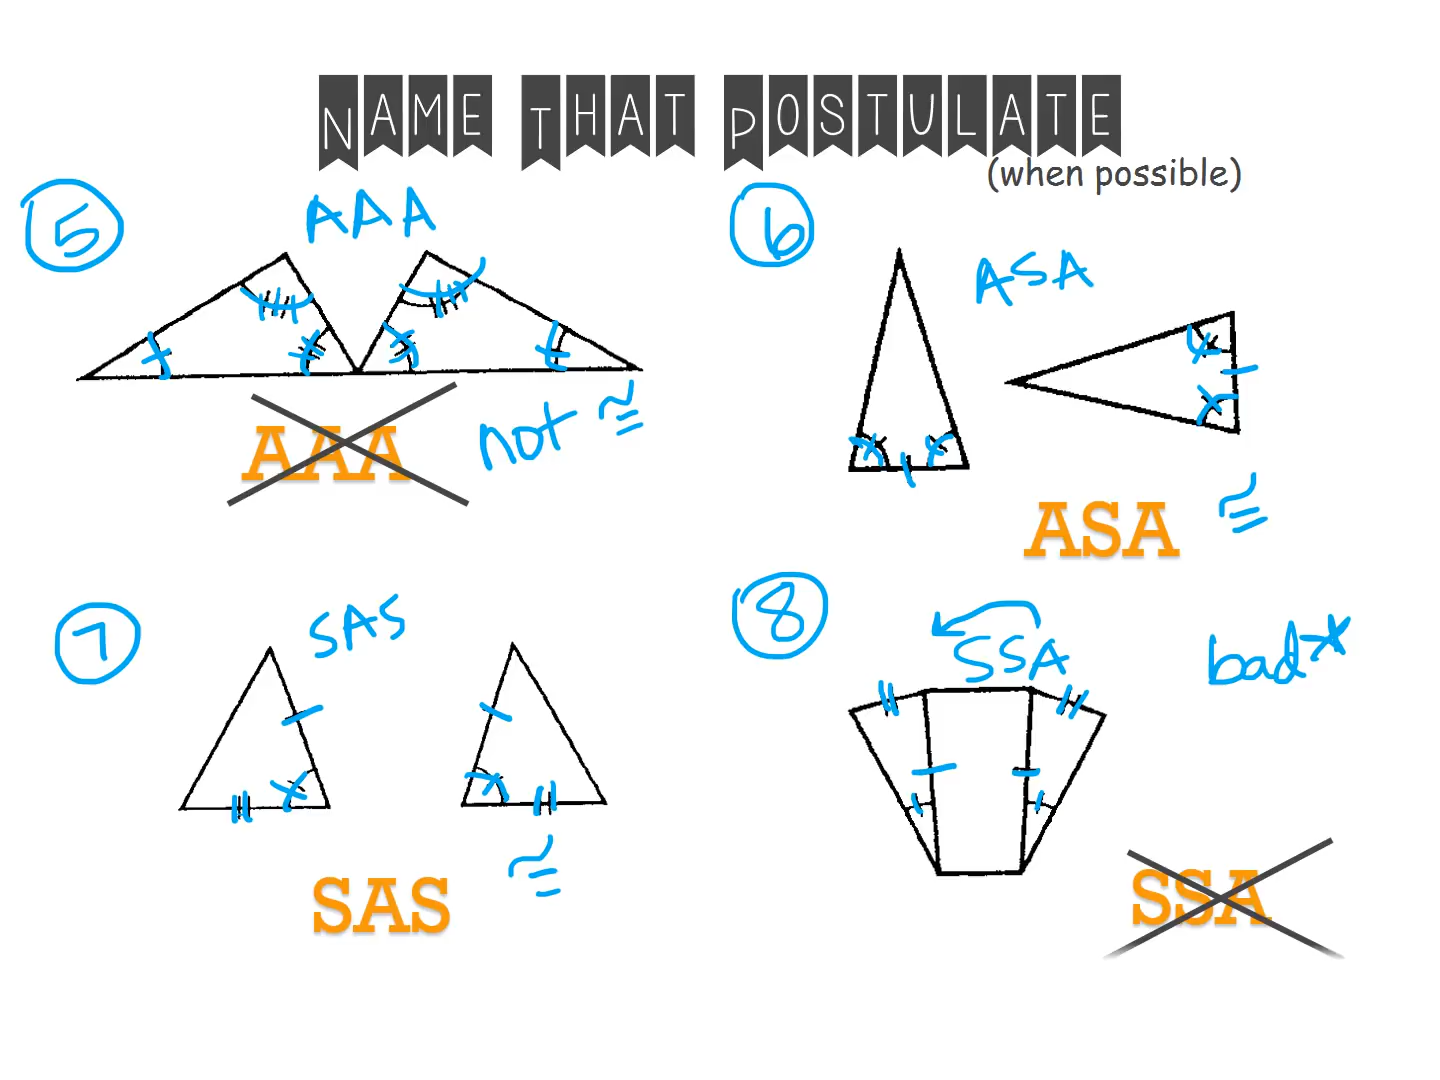 NAME THAT POSTULATE
(when possible)
5
AAA
AAA
not ≅
6
ASA
ASA
≅
7
SAS
SAS
≅
8
SSA
bad*
SSA